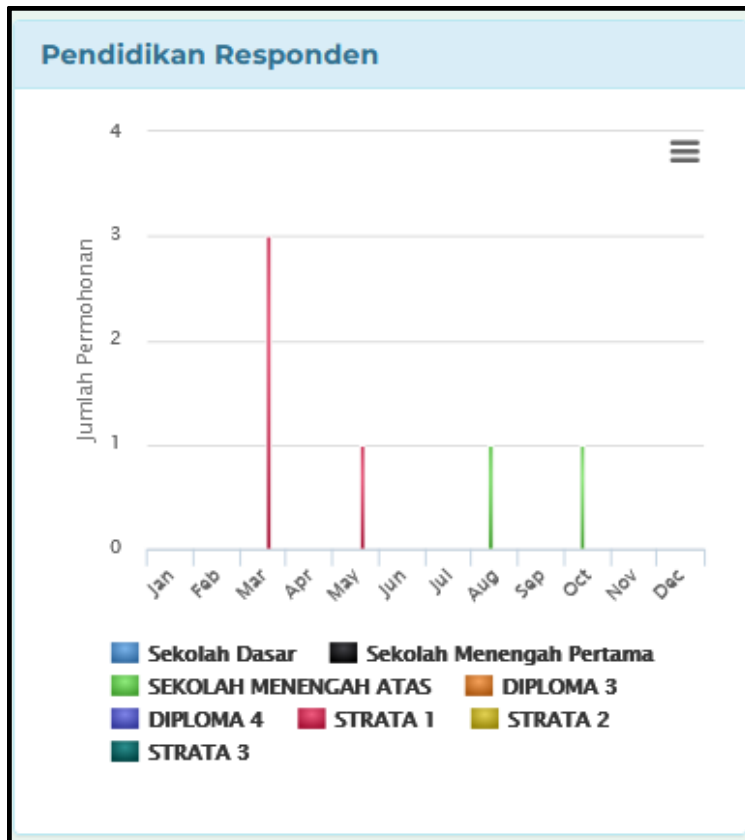 Pendidikan Responden
4
3
2
1
0
Jumlah Permohonan
Jan Feb Mar Apr May Jun Jul Aug Sep Oct Nov Dec
Sekolah Dasar Sekolah Menengah Pertama
SEKOLAH MENENGAH ATAS DIPLOMA 3
DIPLOMA 4 STRATA 1 STRATA 2
STRATA 3